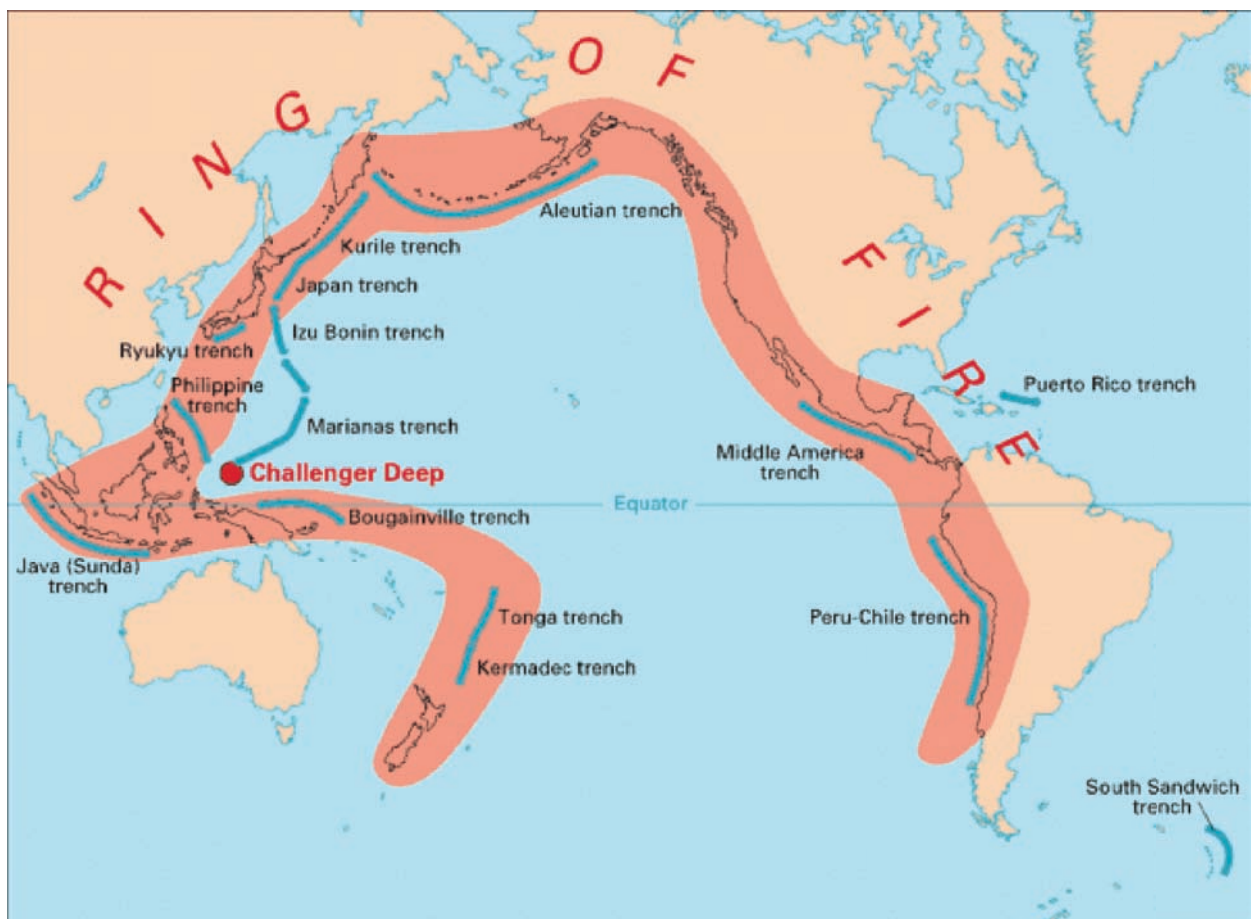 RING OF FIRE
Aleutian trench
Kurile trench
Japan trench
Izu Bonin trench
Ryukyu trench
Philippine
trench
Marianas trench
Challenger Deep
Puerto Rico trench
Middle America
trench
Equator
Bougainville trench
Java (Sunda)
trench
Tonga trench
Peru-Chile trench
Kermadec trench
South Sandwich
trench